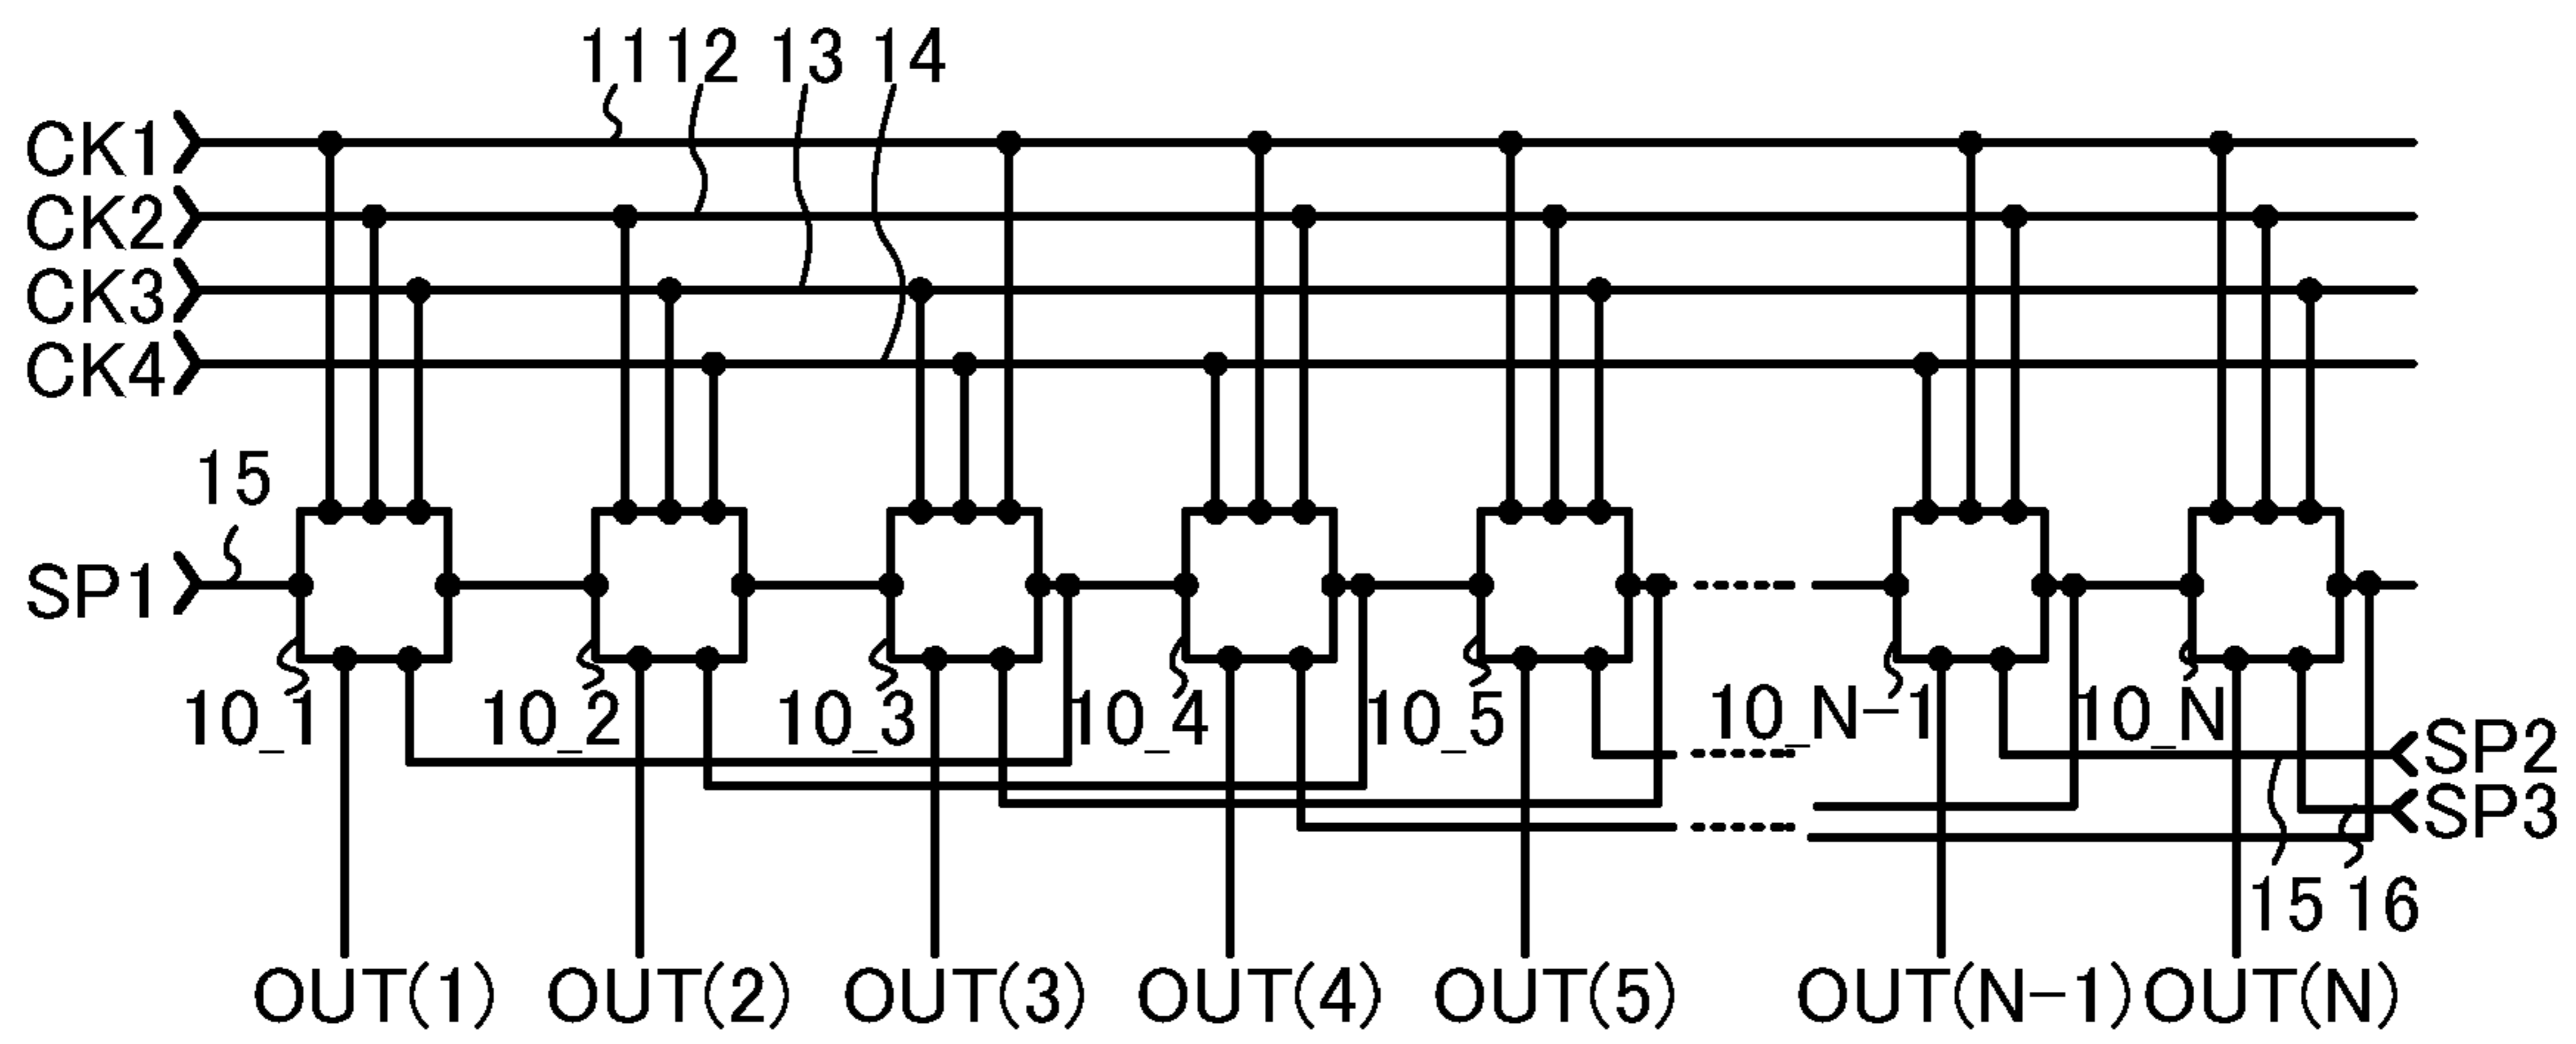 11 12 13 14
CK1
CK2
CK3
CK4
15
SP1
10_1 10_2 10_3 10_4 10_5 10_N-1 10_N
SP2
SP3
15 16
OUT(1) OUT(2) OUT(3) OUT(4) OUT(5) OUT(N-1) OUT(N)